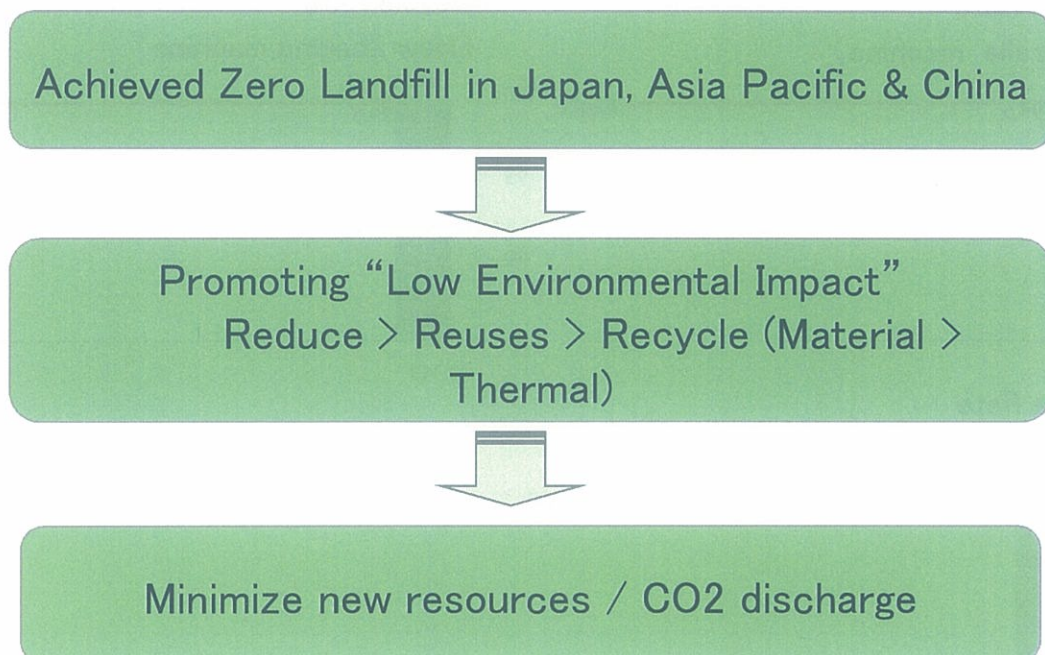 Achieved Zero Landfill in Japan, Asia Pacific & China
Promoting “Low Environmental Impact”
Reduce > Reuses > Recycle (Material >
Thermal)
Minimize new resources / CO2 discharge